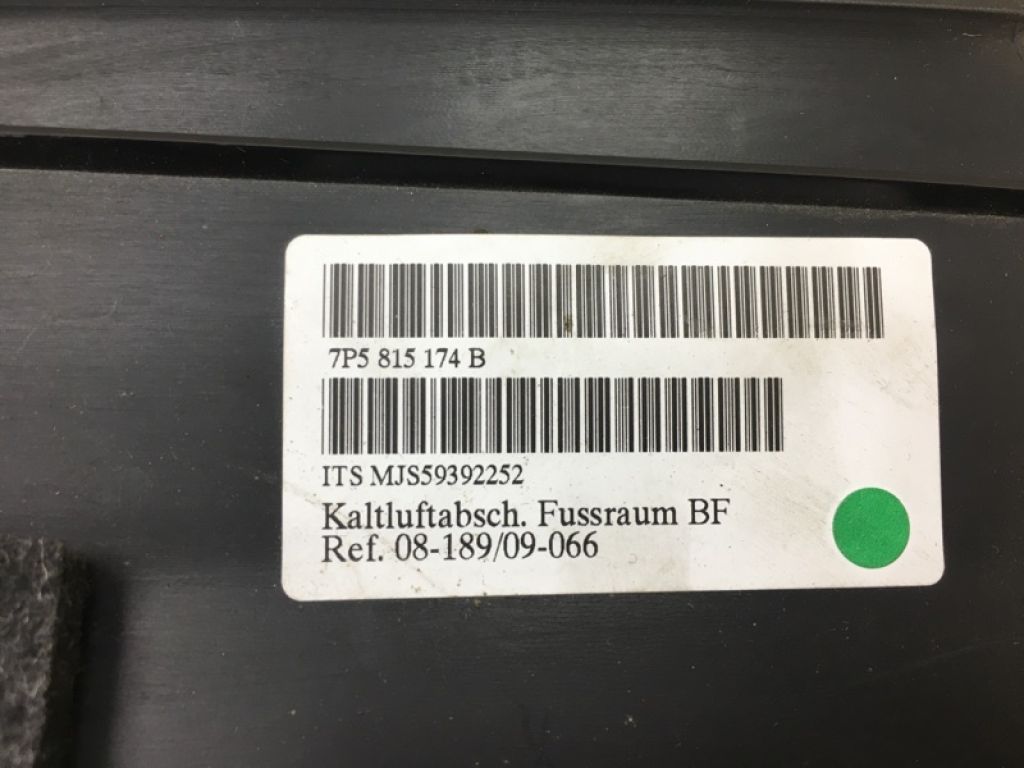 7P5 815 174 B
ITS MJS59392252
Kaltluftabsch. Fussraum BF
Ref. 08-189/09-066